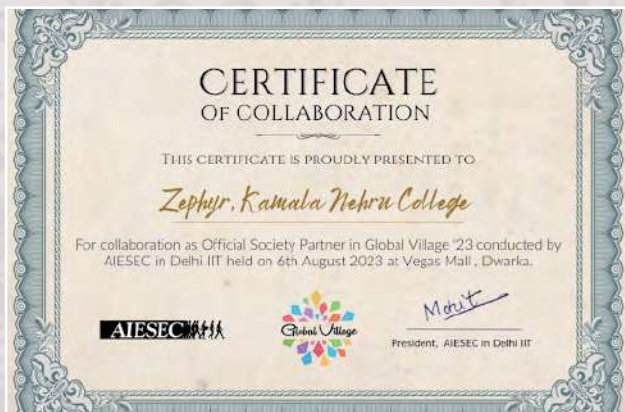 CERTIFICATE
OF COLLABORATION
THIS CERTIFICATE IS PROUDLY PRESENTED TO
Zephyr, Kamala Nehru College
For collaboration as Official Society Partner in Global Village '23 conducted by
AIESEC in Delhi IIT held on 6th August 2023 at Vegas Mall, Dwarka.
AIESEC
Global Village
Mohit
President, AIESEC in Delhi IIT